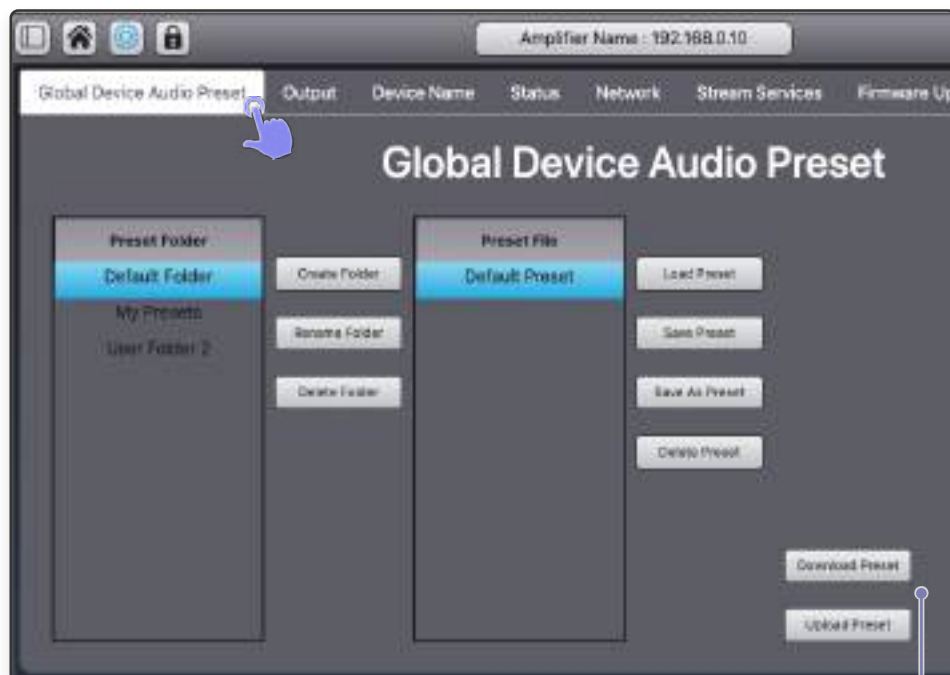 Amplifier Name : 192.168.0.10
Global Device Audio Preset Output Device Name Status Network Stream Services Firmware Up
Global Device Audio Preset
Preset Folder
Default Folder
My Presets
User Folder 2
Create Folder
Rename Folder
Delete Folder
Preset File
Default Preset
Load Preset
Save Preset
Save As Preset
Delete Preset
Download Preset
Upload Preset